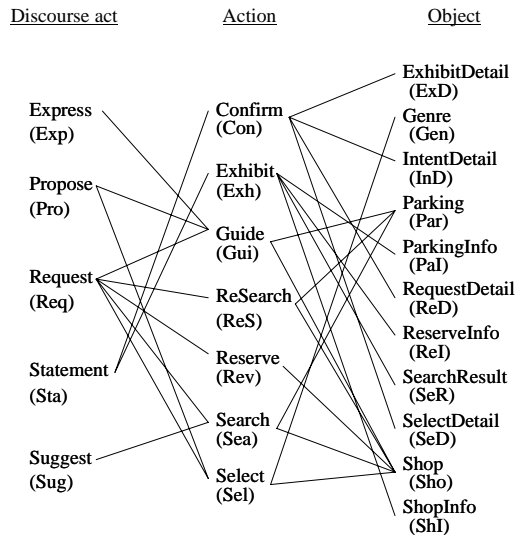 Discourse act
Action
Object
Express
(Exp)
Propose
(Pro)
Request
(Req)
Statement
(Sta)
Suggest
(Sug)
Confirm
(Con)
Exhibit
(Exh)
Guide
(Gui)
ReSearch
(ReS)
Reserve
(Rev)
Search
(Sea)
Select
(Sel)
ExhibitDetail
(ExD)
Genre
(Gen)
IntentDetail
(InD)
Parking
(Par)
ParkingInfo
(PaI)
RequestDetail
(ReD)
ReserveInfo
(ReI)
SearchResult
(SeR)
SelectDetail
(SeD)
Shop
(Sho)
ShopInfo
(ShI)